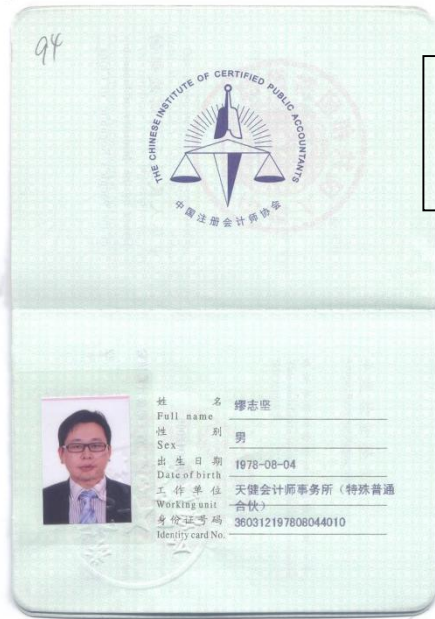 94
THE CHINESE INSTITUTE OF CERTIFIED PUBLIC ACCOUNTANTS
中国注册会计师协会
姓 名 缪志坚
Full name
性 别 男
Sex
出生日期 1978-08-04
Date of birth
工作单位 天健会计师事务所（特殊普通
Working unit 合伙）
身份证号码 360312197808044010
Identity card No.